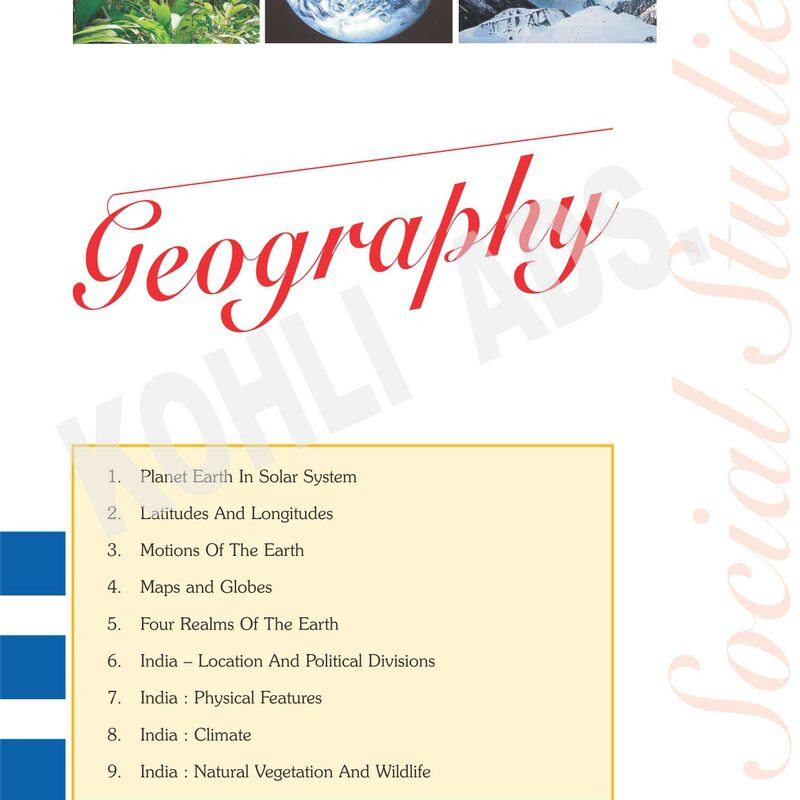 Geography
KOHLI ADS.
1. Planet Earth In Solar System
2. Latitudes And Longitudes
3. Motions Of The Earth
4. Maps and Globes
5. Four Realms Of The Earth
6. India – Location And Political Divisions
7. India : Physical Features
8. India : Climate
9. India : Natural Vegetation And Wildlife
Social Studie